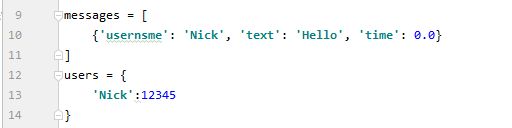 9 messages = [
10 {'usernsme': 'Nick', 'text': 'Hello', 'time': 0.0}
11 ]
12 users = {
13 'Nick':12345
14 }